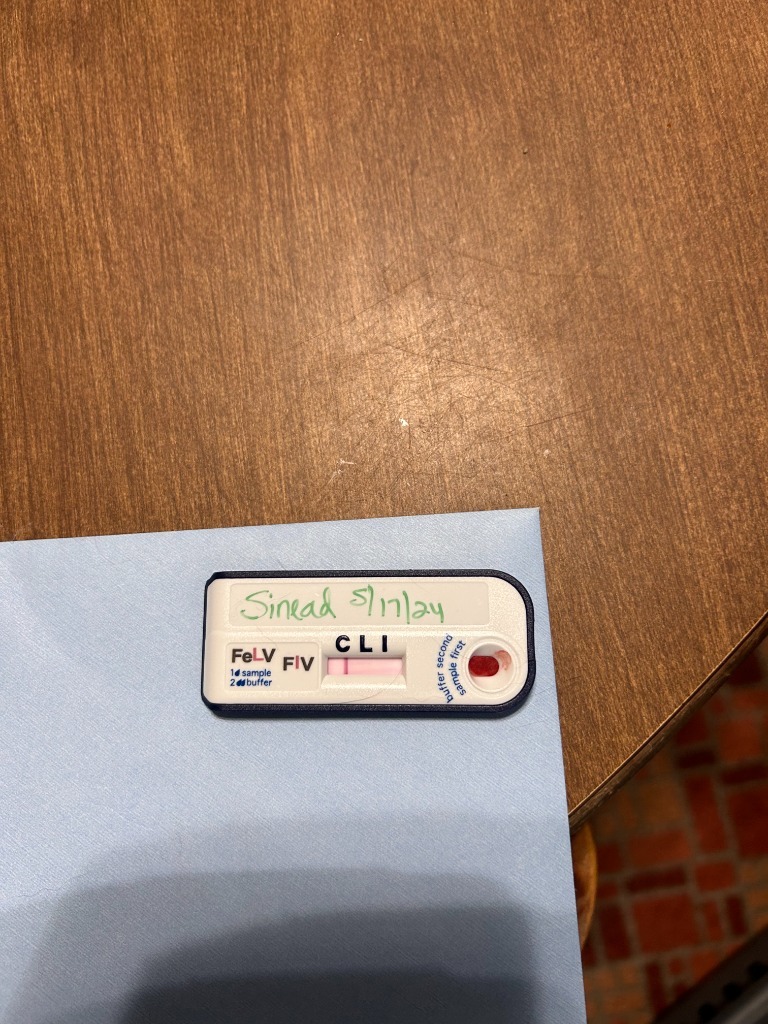 Sinead 5/17/24
C L I
FeLV
FIV
1 sample
2 buffer
buffer second
sample first